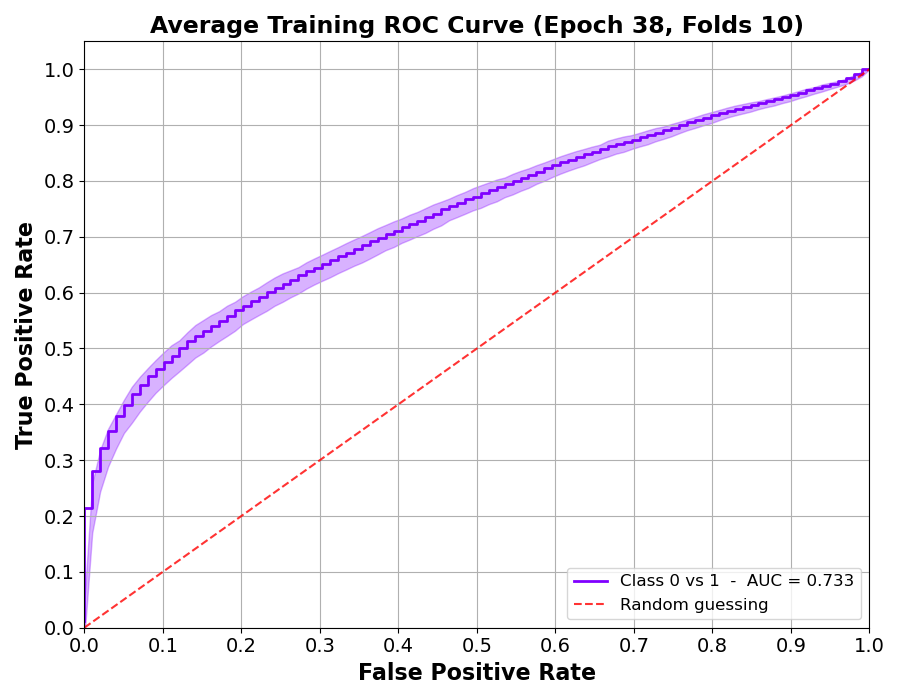 Average Training ROC Curve (Epoch 38, Folds 10)
True Positive Rate
1.0
0.9
0.8
0.7
0.6
0.5
0.4
0.3
0.2
0.1
0.0
Class 0 vs 1 - AUC = 0.733
Random guessing
0.0 0.1 0.2 0.3 0.4 0.5 0.6 0.7 0.8 0.9 1.0
False Positive Rate